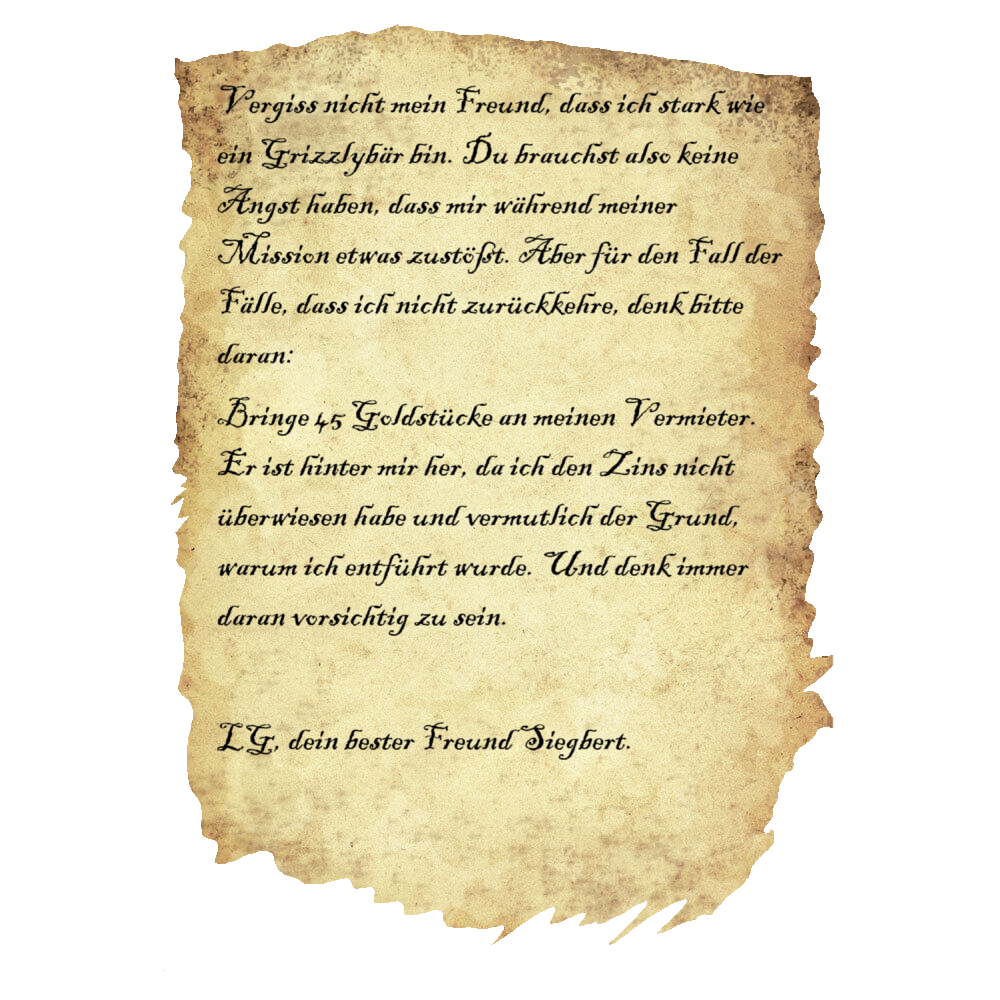 Vergiss nicht mein Freund, dass ich stark wie
ein Grizzlybär bin. Du brauchst also keine
Angst haben, dass mir während meiner
Mission etwas zustößt. Aber für den Fall der
Fälle, dass ich nicht zurückkehre, denk bitte
daran:
Bringe 45 Goldstücke an meinen Vermieter.
Er ist hinter mir her, da ich den Zins nicht
überwiesen habe und vermutlich der Grund,
warum ich entführt wurde. Und denk immer
daran vorsichtig zu sein.
LG, dein bester Freund Siegbert.